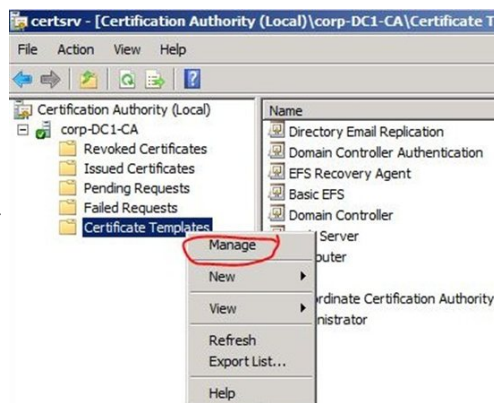 certsrv - [Certification Authority (Local)\corp-DC1-CA\Certificate T
File Action View Help
Certification Authority (Local)
corp-DC1-CA
Revoked Certificates
Issued Certificates
Pending Requests
Failed Requests
Certificate Templates
Name
Directory Email Replication
Domain Controller Authentication
EFS Recovery Agent
Basic EFS
Domain Controller
Server
puter
rdinate Certification Authority
nistrator
Manage
New
View
Refresh
Export List...
Help